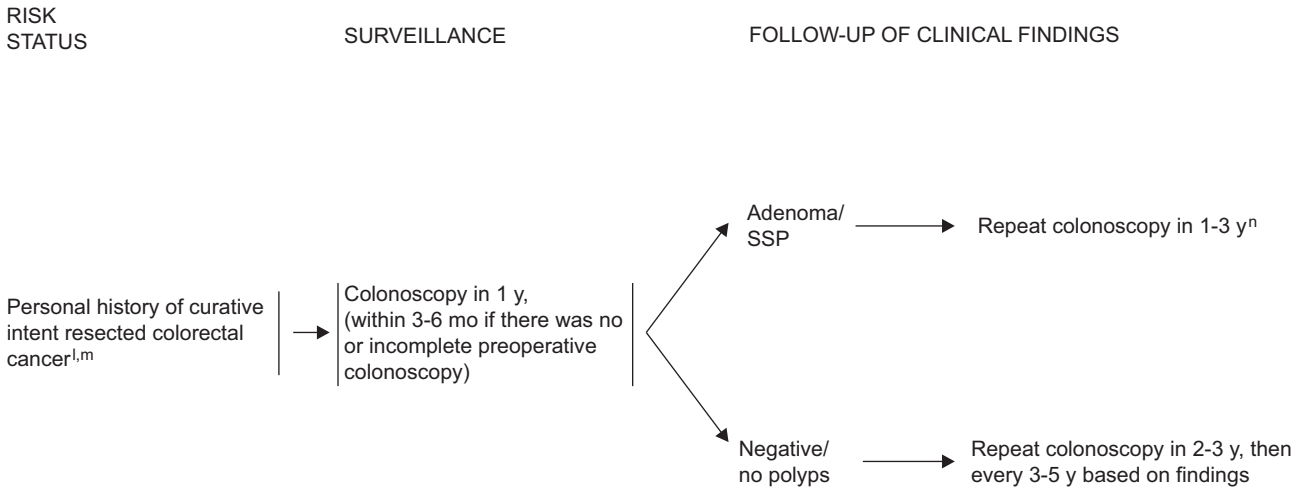 RISK
STATUS
SURVEILLANCE
FOLLOW-UP OF CLINICAL FINDINGS
Personal history of curative
intent resected colorectal
cancerl,m
Colonoscopy in 1 y,
(within 3-6 mo if there was no
or incomplete preoperative
colonoscopy)
Adenoma/
SSP
Repeat colonoscopy in 1-3 yn
Negative/
no polyps
Repeat colonoscopy in 2-3 y, then
every 3-5 y based on findings